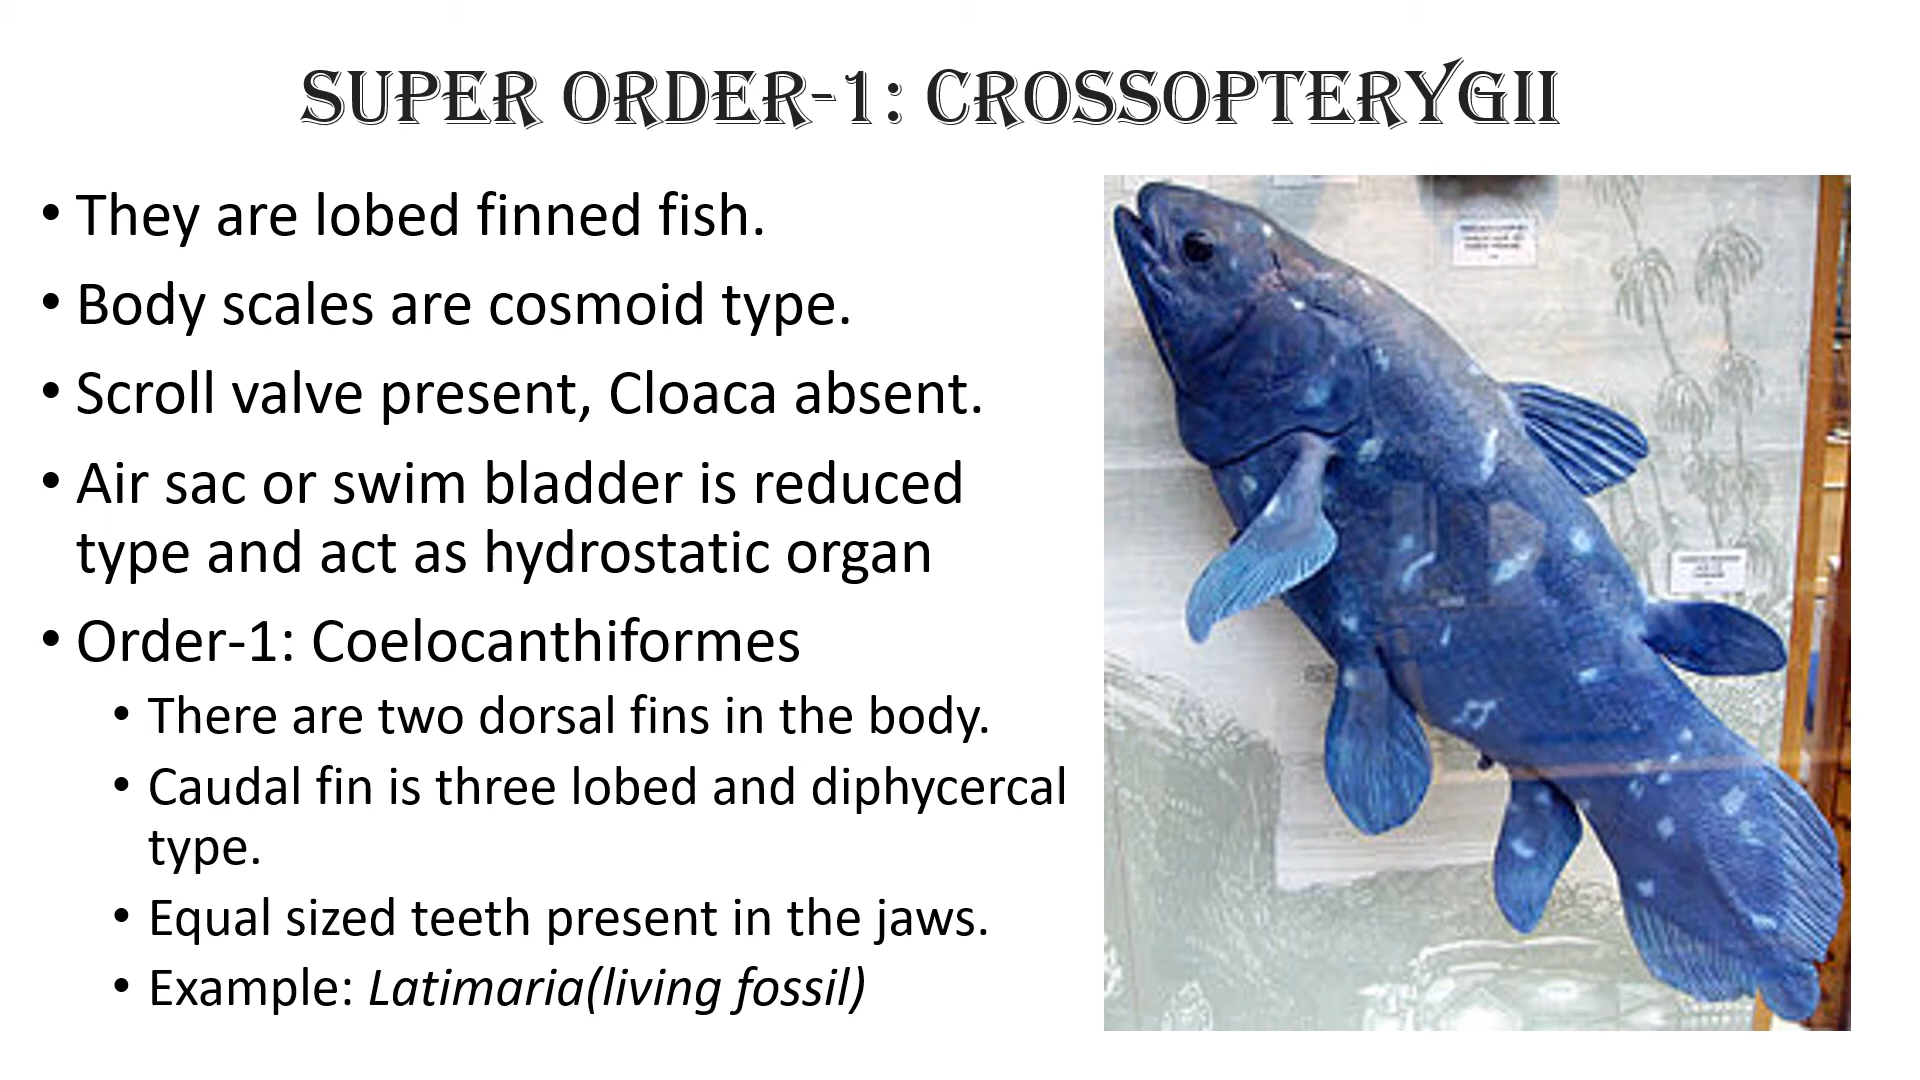 SUPER ORDER-1: CROSSOPTERYGII
• They are lobed finned fish.
• Body scales are cosmoid type.
• Scroll valve present, Cloaca absent.
• Air sac or swim bladder is reduced
type and act as hydrostatic organ
• Order-1: Coelocanthiformes
• There are two dorsal fins in the body.
• Caudal fin is three lobed and diphycercal
type.
• Equal sized teeth present in the jaws.
• Example: Latimaria(living fossil)